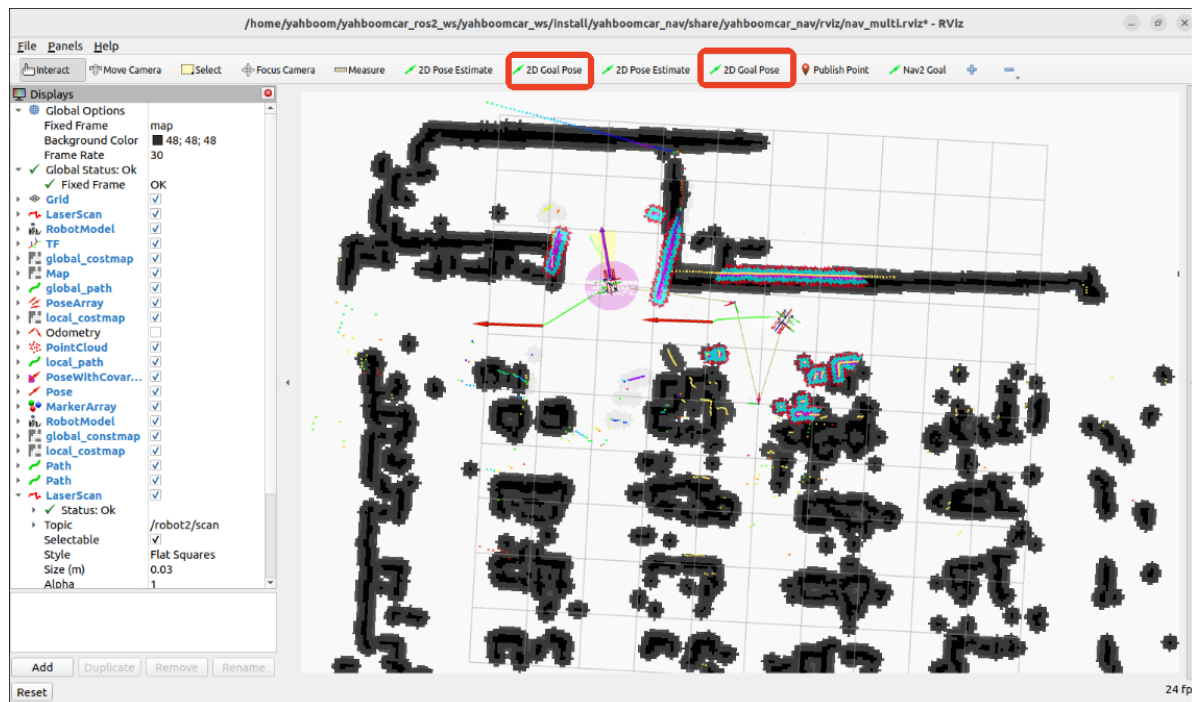 /home/yahboom/yahboomcar_ros2_ws/yahboomcar_ws/install/yahboomcar_nav/share/yahboomcar_nav/rviz/nav_multi.rviz* - RViz
File Panels Help
Interact Move Camera Select Focus Camera Measure 2D Pose Estimate 2D Goal Pose 2D Pose Estimate 2D Goal Pose Publish Point Nav2 Goal
Displays
Global Options
Fixed Frame map
Background Color 48; 48; 48
Frame Rate 30
Global Status: Ok
Fixed Frame OK
Grid
LaserScan
RobotModel
TF
global_costmap
Map
global_path
PoseArray
local_costmap
Odometry
PointCloud
local_path
PoseWithCovar...
Pose
MarkerArray
RobotModel
global_constmap
local_costmap
Path
Path
LaserScan
Status: Ok
Topic /robot2/scan
Selectable
Style Flat Squares
Size (m) 0.03
Alpha 1
Add Duplicate Remove Rename
Reset 24 fp